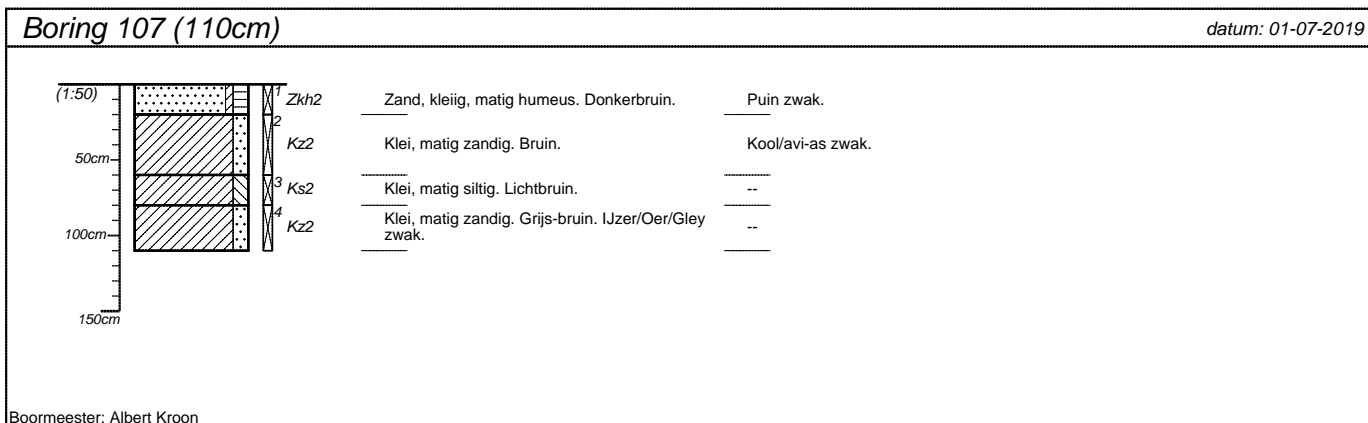 Boring 107 (110cm)
datum: 01-07-2019
(1:50)
1
Zkh2
Zand, kleiig, matig humeus. Donkerbruin.
Puin zwak.
2
Kz2
Klei, matig zandig. Bruin.
Kool/avi-as zwak.
50cm
3
Ks2
Klei, matig siltig. Lichtbruin.
--
4
Kz2
Klei, matig zandig. Grijs-bruin. IJzer/Oer/Gley
zwak.
--
100cm
150cm
Boormeester: Albert Kroon